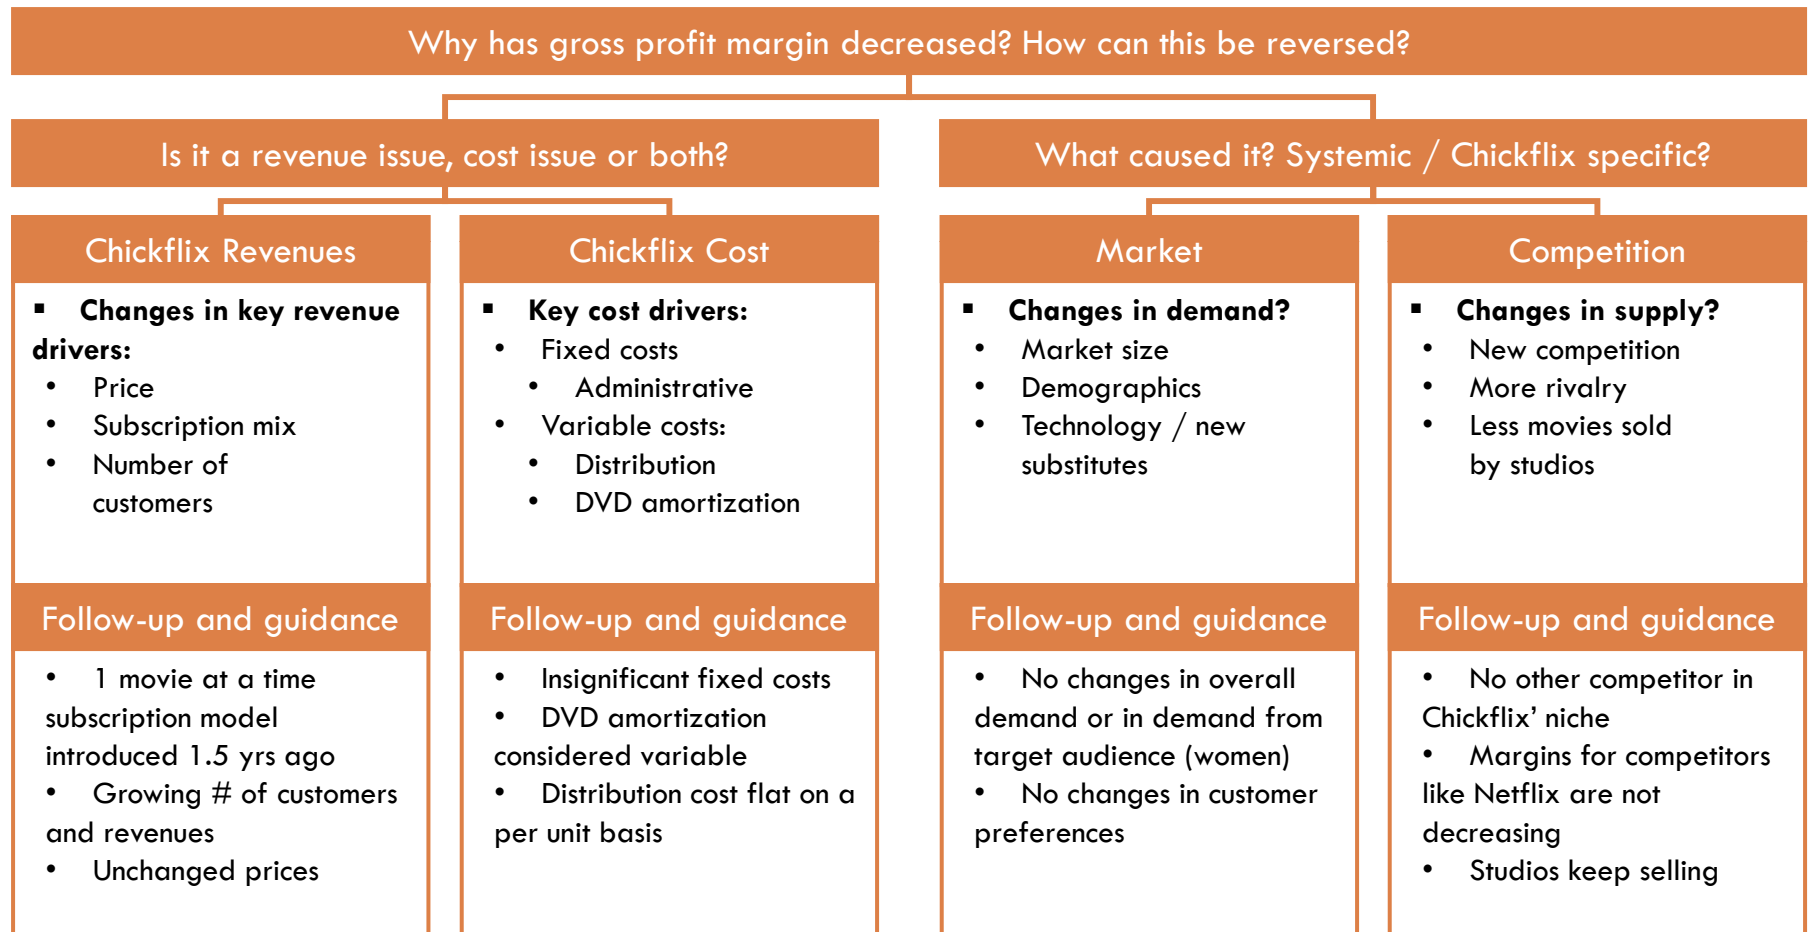 Why has gross profit margin decreased? How can this be reversed?
Is it a revenue issue, cost issue or both?
What caused it? Systemic / Chickflix specific?
Chickflix Revenues
▪ Changes in key revenue
drivers:
• Price
• Subscription mix
• Number of
customers
Follow-up and guidance
• 1 movie at a time
subscription model
introduced 1.5 yrs ago
• Growing # of customers
and revenues
• Unchanged prices
Chickflix Cost
▪ Key cost drivers:
• Fixed costs
• Administrative
• Variable costs:
• Distribution
• DVD amortization
Follow-up and guidance
• Insignificant fixed costs
• DVD amortization
considered variable
• Distribution cost flat on a
per unit basis
Market
▪ Changes in demand?
• Market size
• Demographics
• Technology / new
substitutes
Follow-up and guidance
• No changes in overall
demand or in demand from
target audience (women)
• No changes in customer
preferences
Competition
▪ Changes in supply?
• New competition
• More rivalry
• Less movies sold
by studios
Follow-up and guidance
• No other competitor in
Chickflix’ niche
• Margins for competitors
like Netflix are not
decreasing
• Studios keep selling